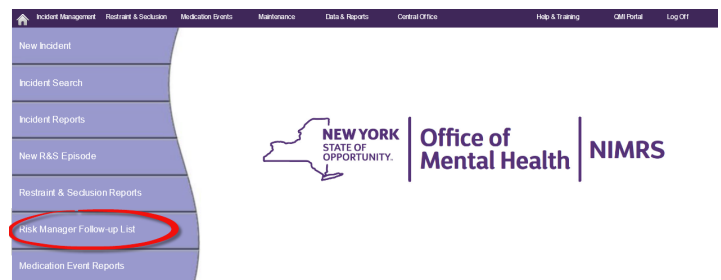 Incident Management Restraint & Seclusion Medication Events Maintenance Data & Reports Central Office Help & Training QMI Portal Log Off
New Incident
Incident Search
Incident Reports
New R&S Episode
Restraint & Seclusion Reports
Risk Manager Follow-up List
Medication Event Reports
NEW YORK
STATE OF
OPPORTUNITY.
Office of
Mental Health
NIMRS